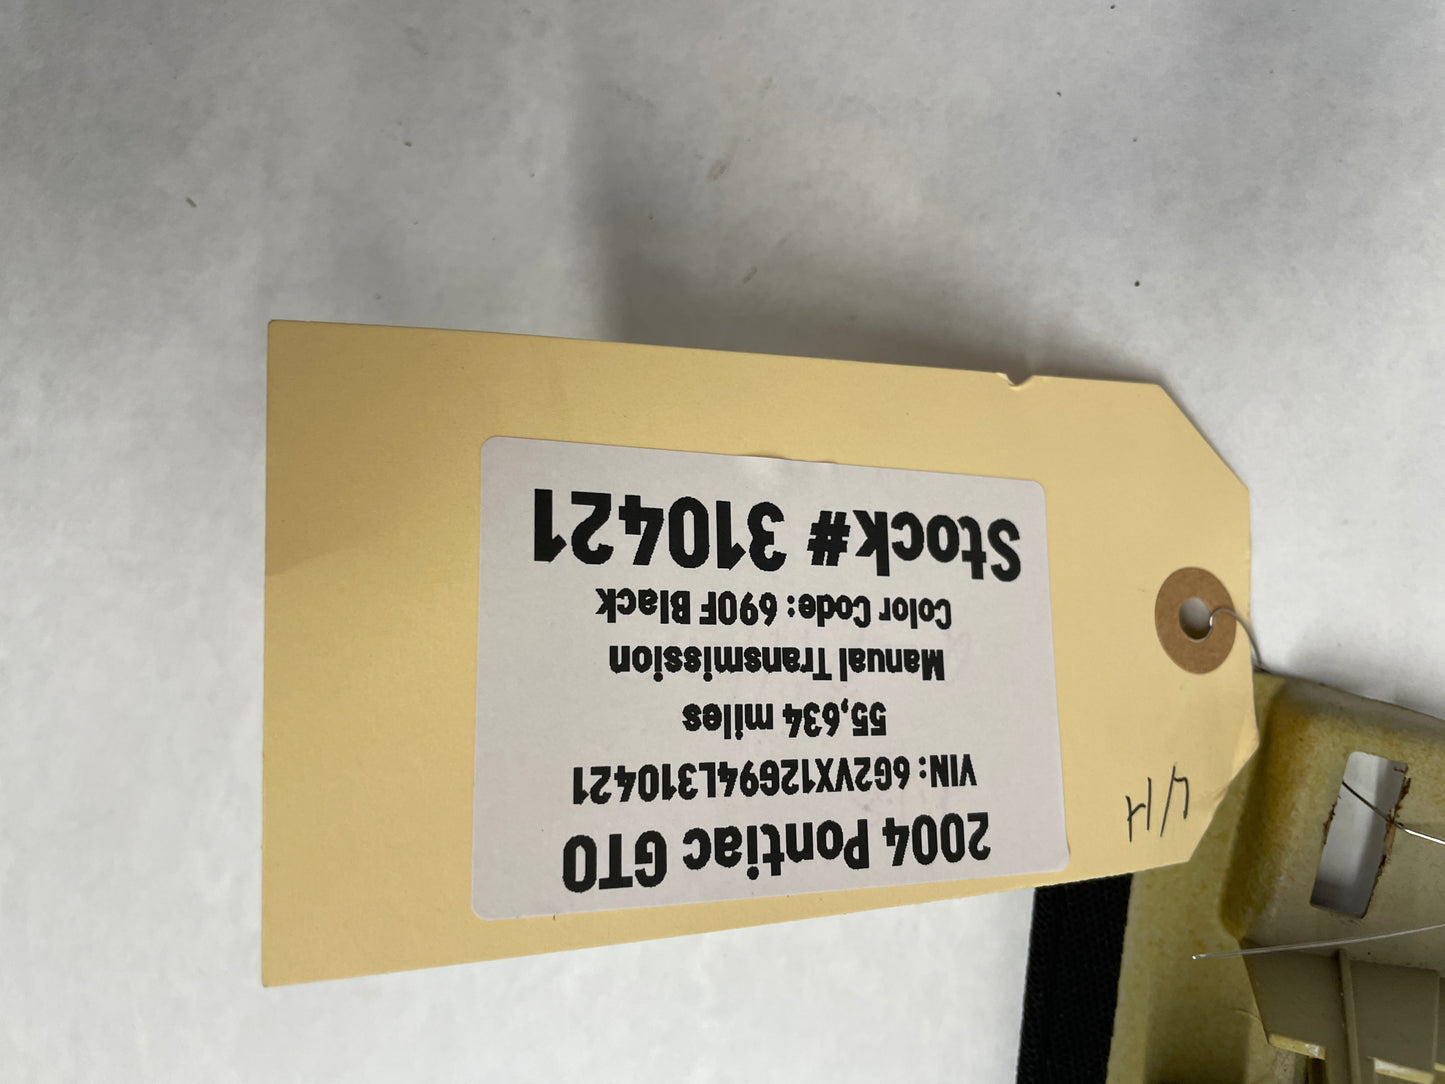 2004 Pontiac GTO
VIN: 6G2VX12G94L310421
55,634 miles
Manual Transmission
Color Code: 690F Black
Stock# 310421